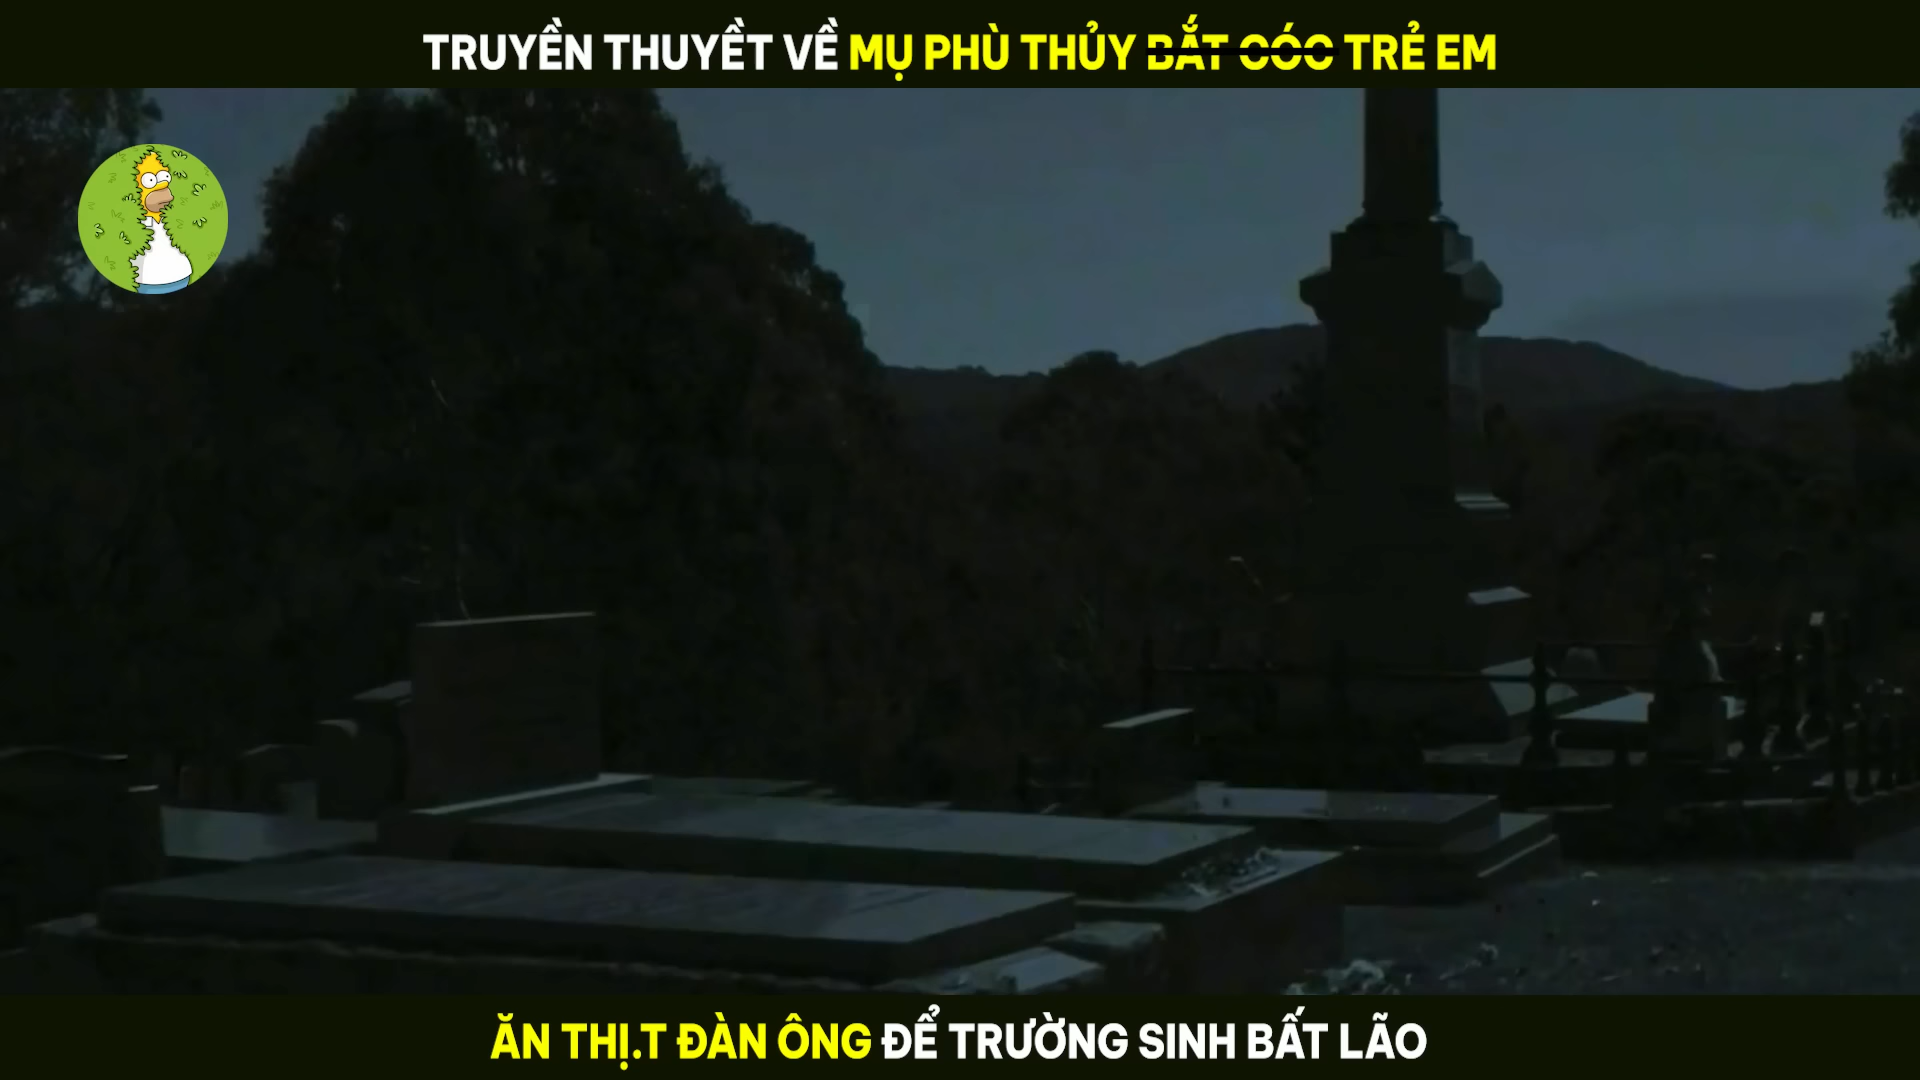 TRUYỀN THUYẾT VỀ MỤ PHÙ THỦY BẮT CÓC TRẺ EM
ĂN THỊ.T ĐÀN ÔNG ĐỂ TRƯỜNG SINH BẤT LÃO